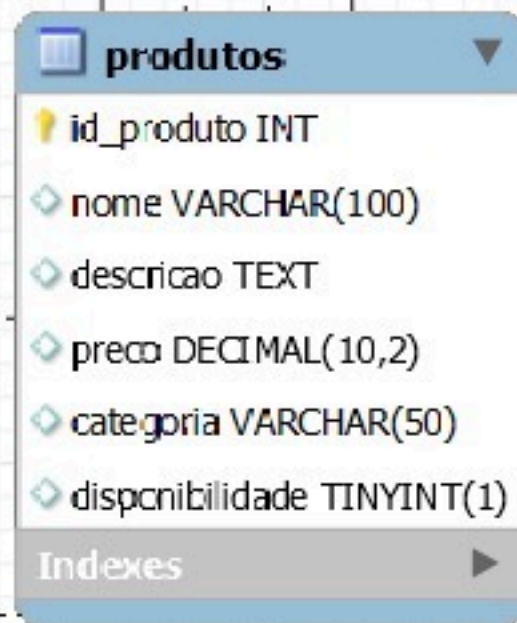 produtos
id_produto INT
nome VARCHAR(100)
descricao TEXT
preco DECIMAL(10,2)
categoria VARCHAR(50)
disponibilidade TINYINT(1)
Indexes